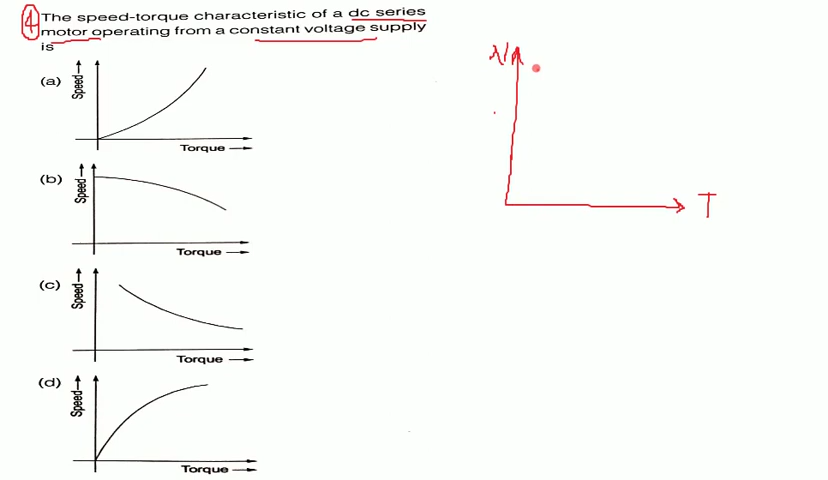 4 The speed-torque characteristic of a dc series
motor operating from a constant voltage supply
is
(a)
Speed
Torque
(b)
Speed
Torque
(c)
Speed
Torque
(d)
Speed
Torque
N
T